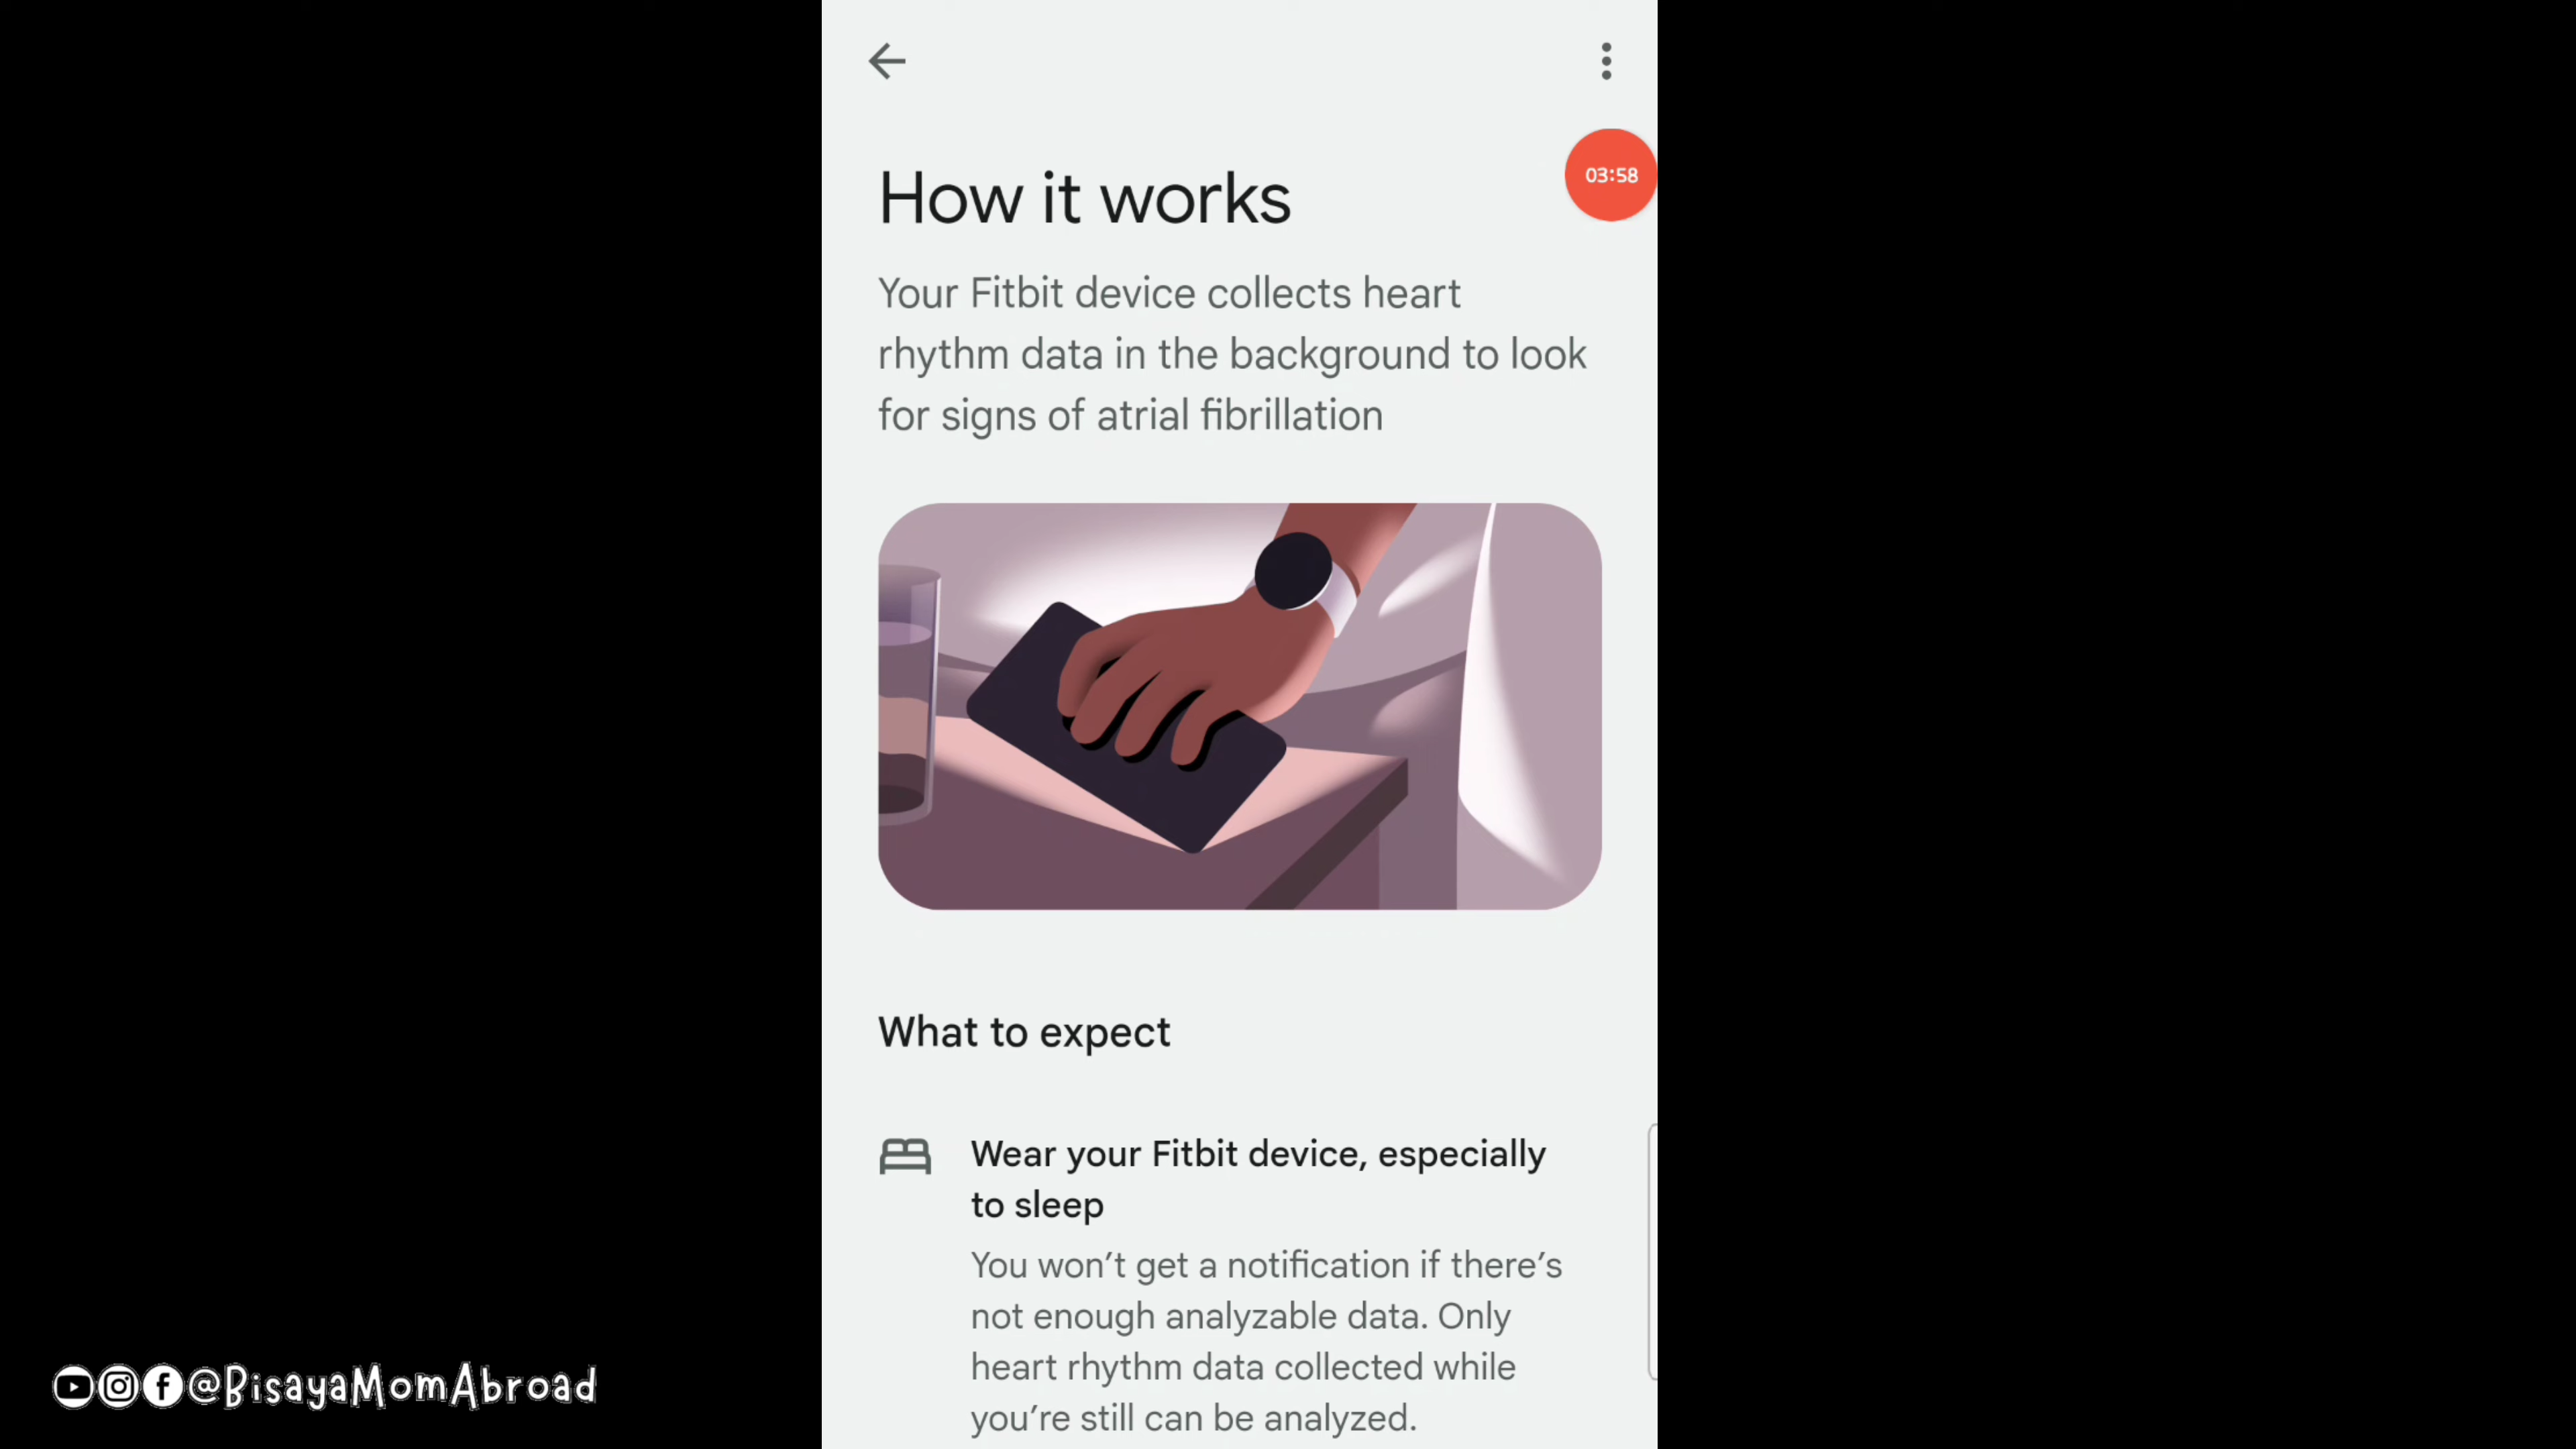 03:58
How it works
Your Fitbit device collects heart
rhythm data in the background to look
for signs of atrial fibrillation
What to expect
Wear your Fitbit device, especially
to sleep
You won’t get a notification if there’s
not enough analyzable data. Only
heart rhythm data collected while
you’re still can be analyzed.
@BisayaMomAbroad